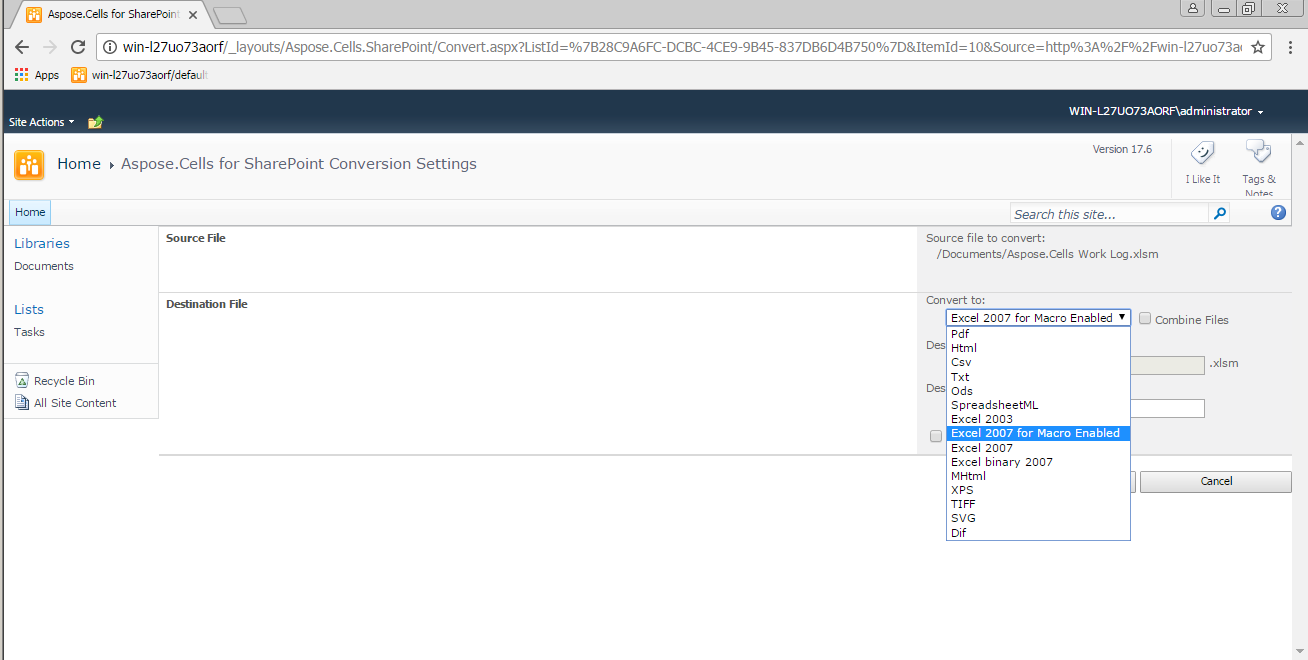 Aspose.Cells for SharePoint
win-l27uo73aorf/_layouts/Aspose.Cells.SharePoint/Convert.aspx?ListId=%7B28C9A6FC-DCBC-4CE9-9B45-837DB6D4B750%7D&ItemId=10&Source=http%3A%2F%2Fwin-l27uo73ao
Apps
win-l27uo73aorf/default
WIN-L27UO73AORF\administrator
Site Actions
Home
Aspose.Cells for SharePoint Conversion Settings
Version 17.6
I Like It
Tags &
Notes
Home
Search this site...
Libraries
Documents
Lists
Tasks
Recycle Bin
All Site Content
Source File
Source file to convert:
/Documents/Aspose.Cells Work Log.xlsm
Destination File
Convert to:
Excel 2007 for Macro Enabled
Combine Files
Pdf
Html
Csv
Txt
Ods
SpreadsheetML
Excel 2003
Excel 2007 for Macro Enabled
Excel 2007
Excel binary 2007
MHtml
XPS
TIFF
SVG
Dif
Des
.xlsm
Des
Cancel